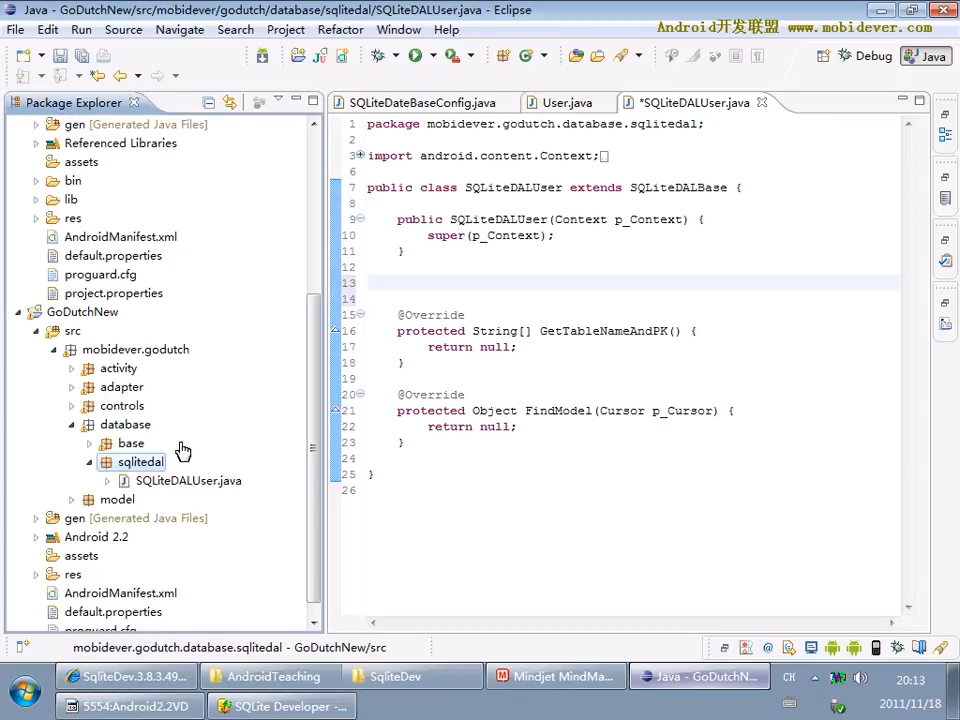 Java - GoDutchNew/src/mobidever/godutch/database/sqlitedal/SQLiteDALUser.java - Eclipse
File Edit Run Source Navigate Search Project Refactor Window Help
Android开发联盟 www.mobidever.com
Debug Java
Package Explorer
gen [Generated Java Files]
Referenced Libraries
assets
bin
lib
res
AndroidManifest.xml
default.properties
proguard.cfg
project.properties
GoDutchNew
src
mobidever.godutch
activity
adapter
controls
database
base
sqlitedal
SQLiteDALUser.java
model
gen [Generated Java Files]
Android 2.2
assets
res
AndroidManifest.xml
default.properties
proguard.cfg
SQLiteDateBaseConfig.java User.java *SQLiteDALUser.java
1 package mobidever.godutch.database.sqlitedal;
2
3 import android.content.Context;
6
7 public class SQLiteDALUser extends SQLiteDALBase {
8
9 public SQLiteDALUser(Context p_Context) {
10 super(p_Context);
11 }
12
13
14
15 @Override
16 protected String[] GetTableNameAndPK() {
17 return null;
18 }
19
20 @Override
21 protected Object FindModel(Cursor p_Cursor) {
22 return null;
23 }
24
25 }
26
mobidever.godutch.database.sqlitedal - GoDutchNew/src
SqliteDev.3.8.3.49... AndroidTeaching SqliteDev Mindjet MindMa... Java - GoDutchN... CH 20:13
5554:Android2.2VD SQLite Developer -... 2011/11/18